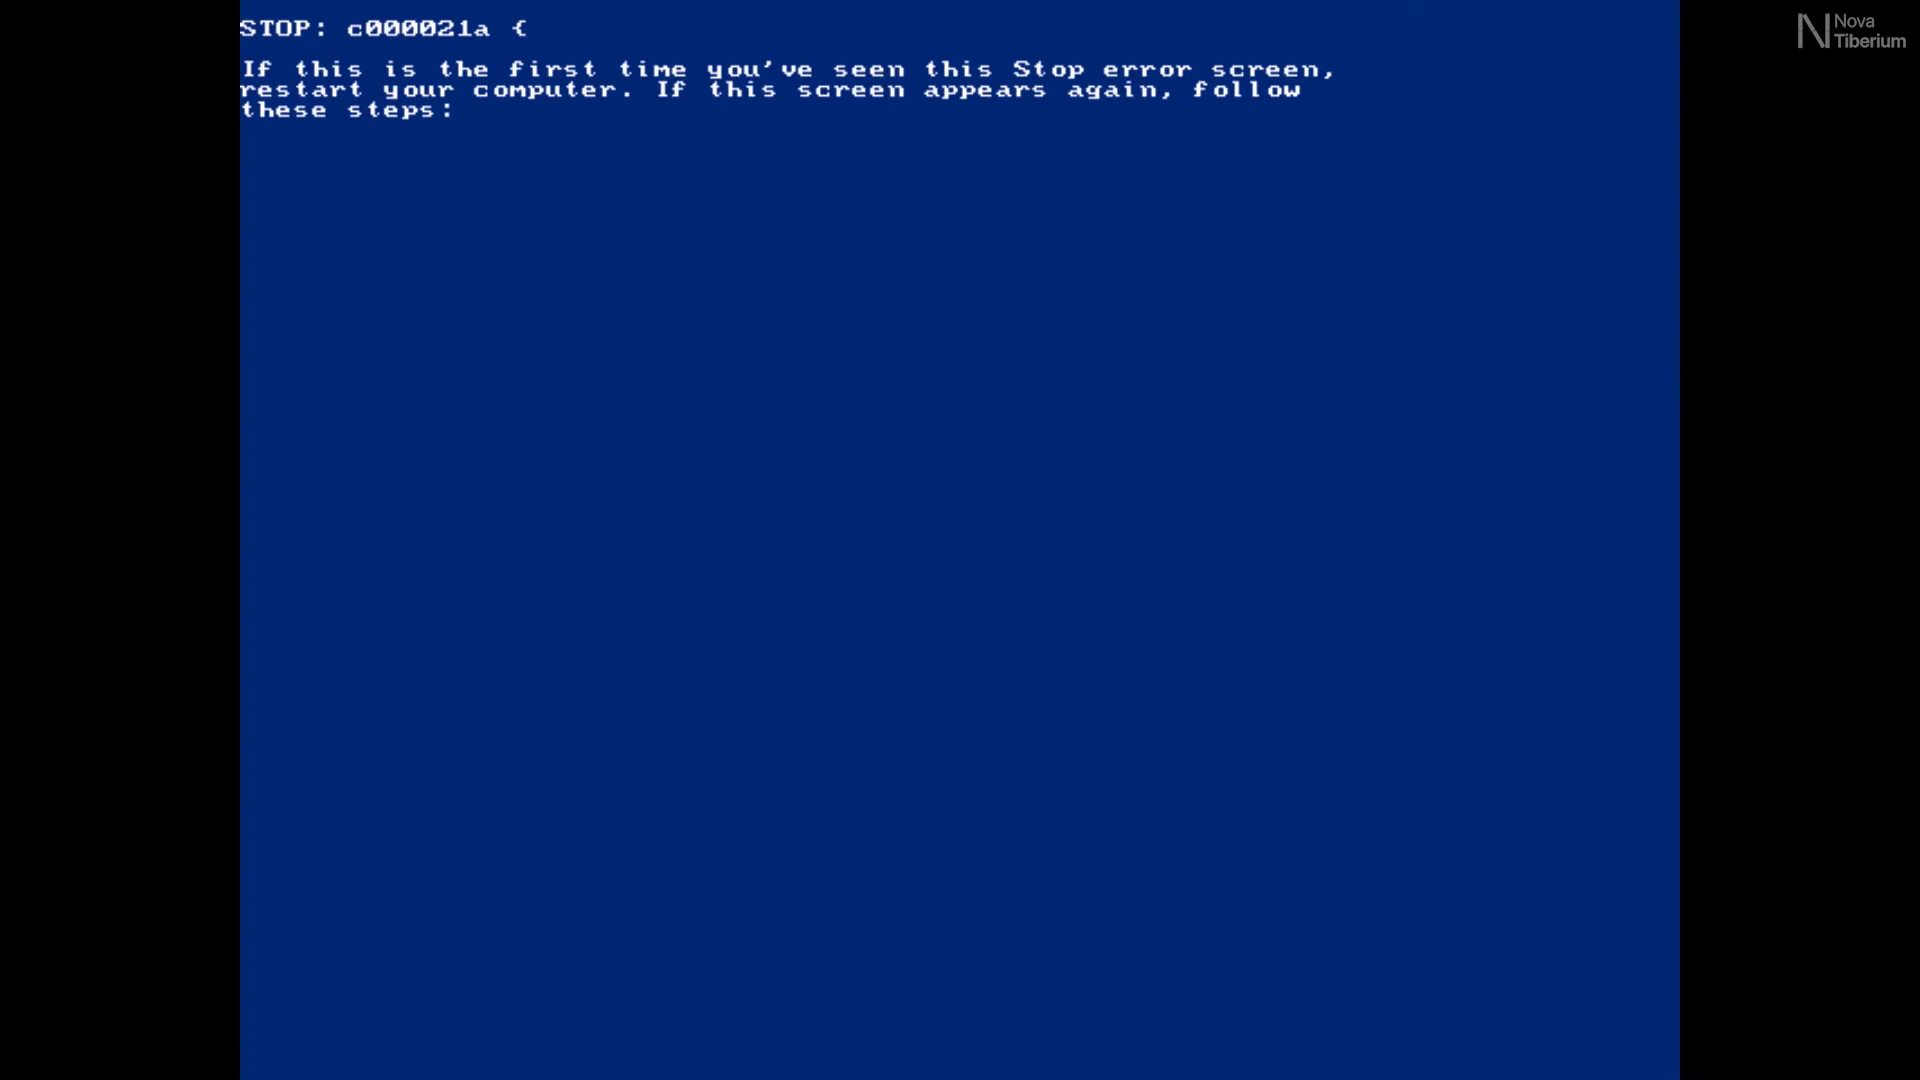 STOP: c000021a {
If this is the first time you've seen this Stop error screen,
restart your computer. If this screen appears again, follow
these steps:
Nova
Tiberium